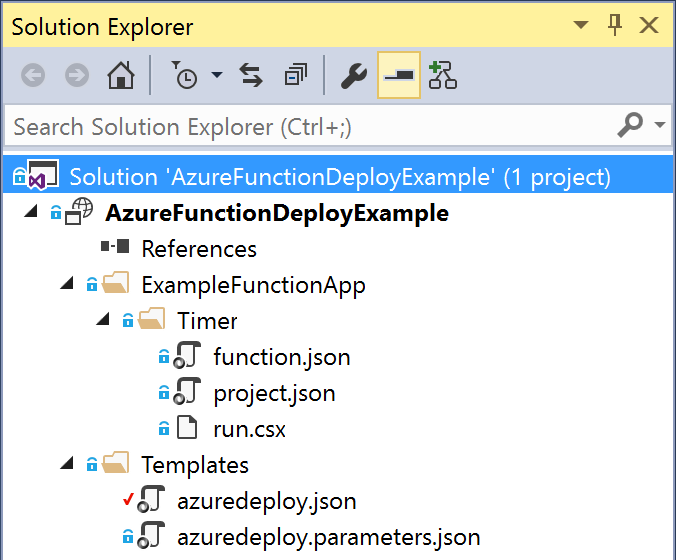 Solution Explorer
Search Solution Explorer (Ctrl+;)
Solution 'AzureFunctionDeployExample' (1 project)
AzureFunctionDeployExample
References
ExampleFunctionApp
Timer
function.json
project.json
run.csx
Templates
azuredeploy.json
azuredeploy.parameters.json